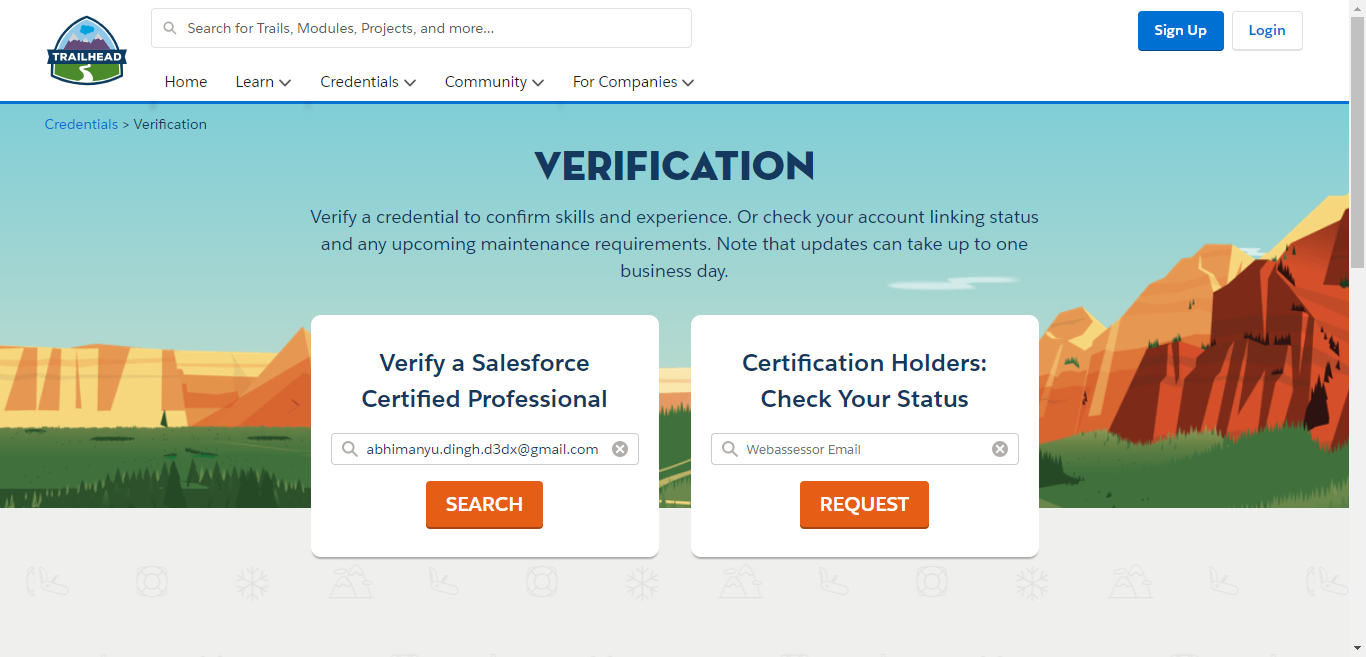 TRAILHEAD
Search for Trails, Modules, Projects, and more...
Sign Up
Login
Home
Learn
Credentials
Community
For Companies
Credentials > Verification
VERIFICATION
Verify a credential to confirm skills and experience. Or check your account linking status
and any upcoming maintenance requirements. Note that updates can take up to one
business day.
Verify a Salesforce
Certified Professional
abhimanyu.dingh.d3dx@gmail.com
SEARCH
Certification Holders:
Check Your Status
Webassessor Email
REQUEST